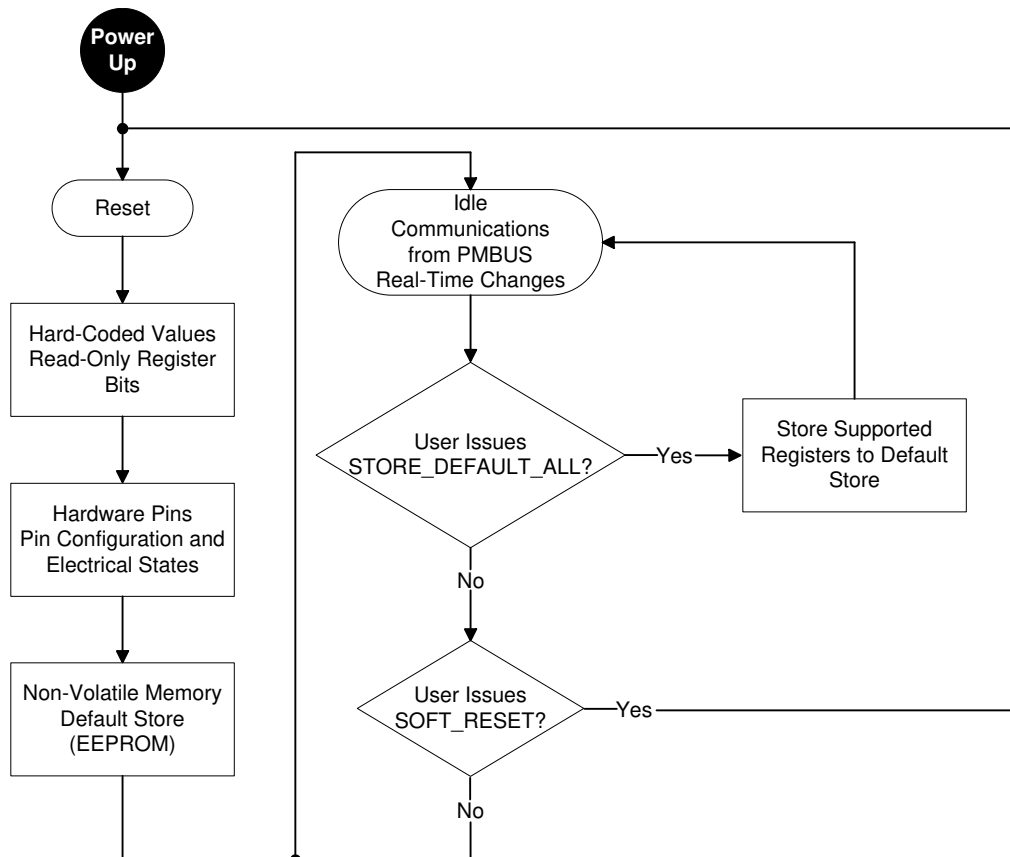 Power
Up
Reset
Hard-Coded Values
Read-Only Register
Bits
Hardware Pins
Pin Configuration and
Electrical States
Non-Volatile Memory
Default Store
(EEPROM)
Idle
Communications
from PMBUS
Real-Time Changes
User Issues
STORE_DEFAULT_ALL?
Yes
Store Supported
Registers to Default
Store
No
User Issues
SOFT_RESET?
Yes
No